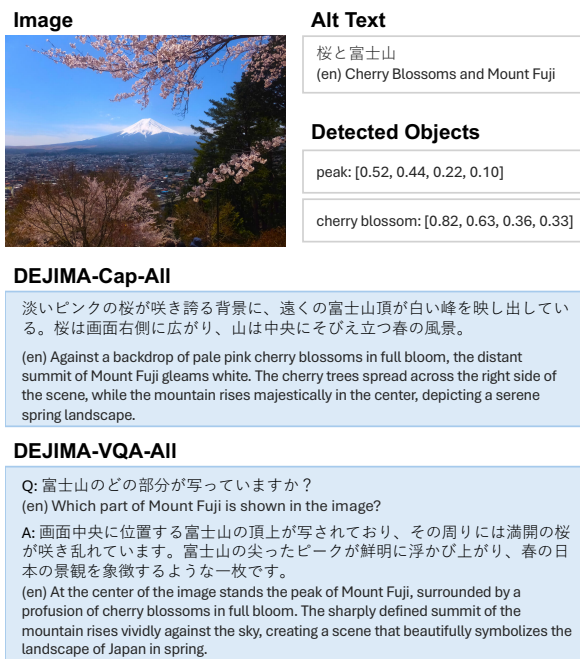 Image
Alt Text
桜と富士山
(en) Cherry Blossoms and Mount Fuji
Detected Objects
peak: [0.52, 0.44, 0.22, 0.10]
cherry blossom: [0.82, 0.63, 0.36, 0.33]
DEJIMA-Cap-All
淡いピンクの桜が咲き誇る背景に、遠くの富士山頂が白い峰を映し出してい
る。桜は画面右側に広がり、山は中央にそびえ立つ春の風景。
(en) Against a backdrop of pale pink cherry blossoms in full bloom, the distant
summit of Mount Fuji gleams white. The cherry trees spread across the right side of
the scene, while the mountain rises majestically in the center, depicting a serene
spring landscape.
DEJIMA-VQA-All
Q: 富士山のどの部分が写っていますか？
(en) Which part of Mount Fuji is shown in the image?
A: 画面中央に位置する富士山の頂上が写されており、その周りには満開の桜
が咲き乱れています。富士山の尖ったピークが鮮明に浮かび上がり、春の日
本の景観を象徴するような一枚です。
(en) At the center of the image stands the peak of Mount Fuji, surrounded by a
profusion of cherry blossoms in full bloom. The sharply defined summit of the
mountain rises vividly against the sky, creating a scene that beautifully symbolizes the
landscape of Japan in spring.